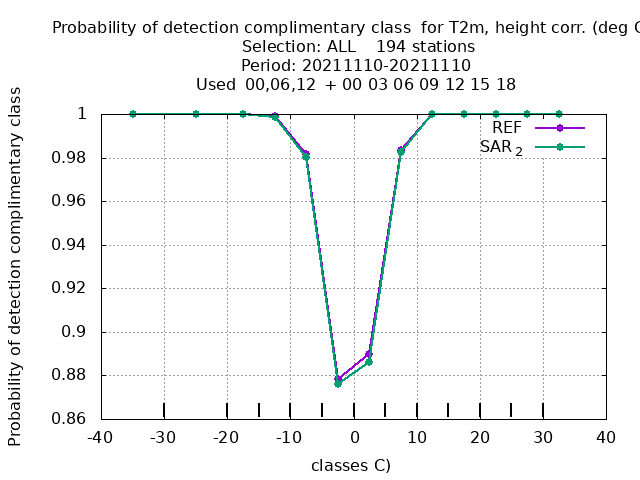 Probability of detection complimentary class for T2m, height corr. (deg C
Selection: ALL 194 stations
Period: 20211110-20211110
Used 00,06,12 + 00 03 06 09 12 15 18
Probability of detection complimentary class
1
0.98
0.96
0.94
0.92
0.9
0.88
0.86
REF
SAR 2
-40 -30 -20 -10 0 10 20 30 40
classes C)